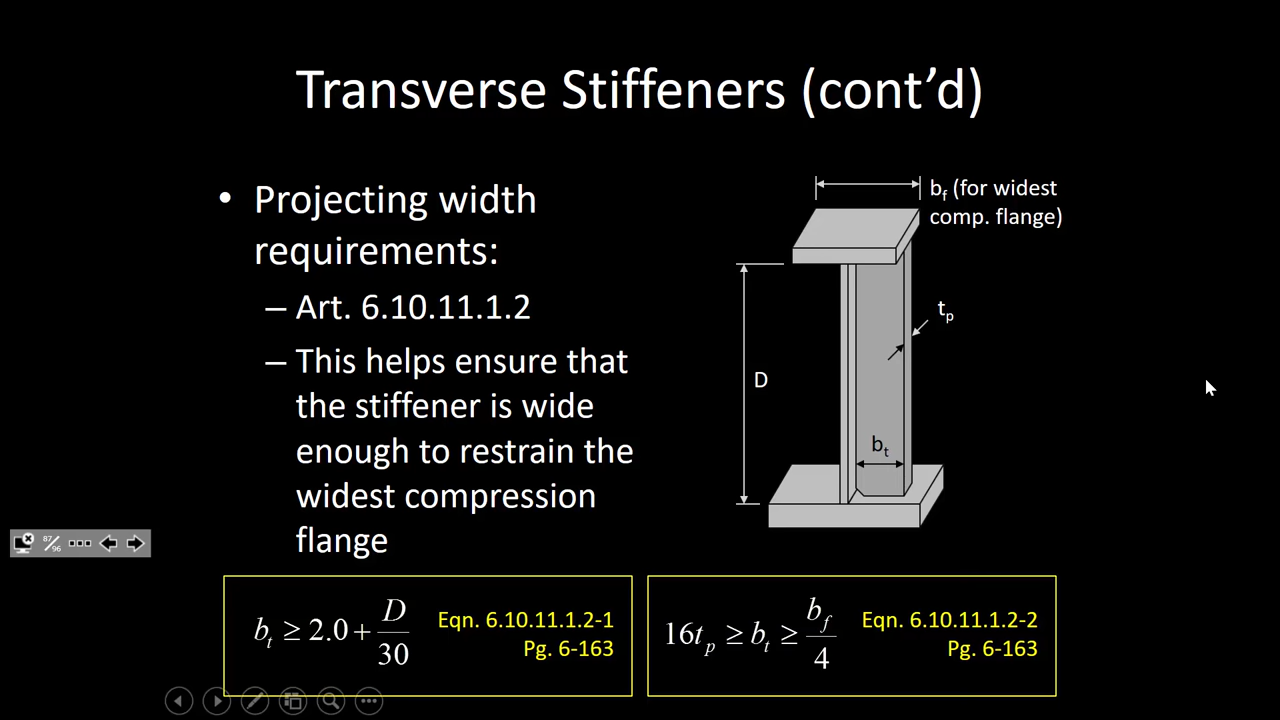 Transverse Stiffeners (cont’d)
• Projecting width
requirements:
– Art. 6.10.11.1.2
– This helps ensure that
the stiffener is wide
enough to restrain the
widest compression
flange
bf (for widest
comp. flange)
tp
D
bt
87/96
bt ≥ 2.0 + D/30
Eqn. 6.10.11.1.2-1
Pg. 6-163
16tp ≥ bt ≥ bf/4
Eqn. 6.10.11.1.2-2
Pg. 6-163